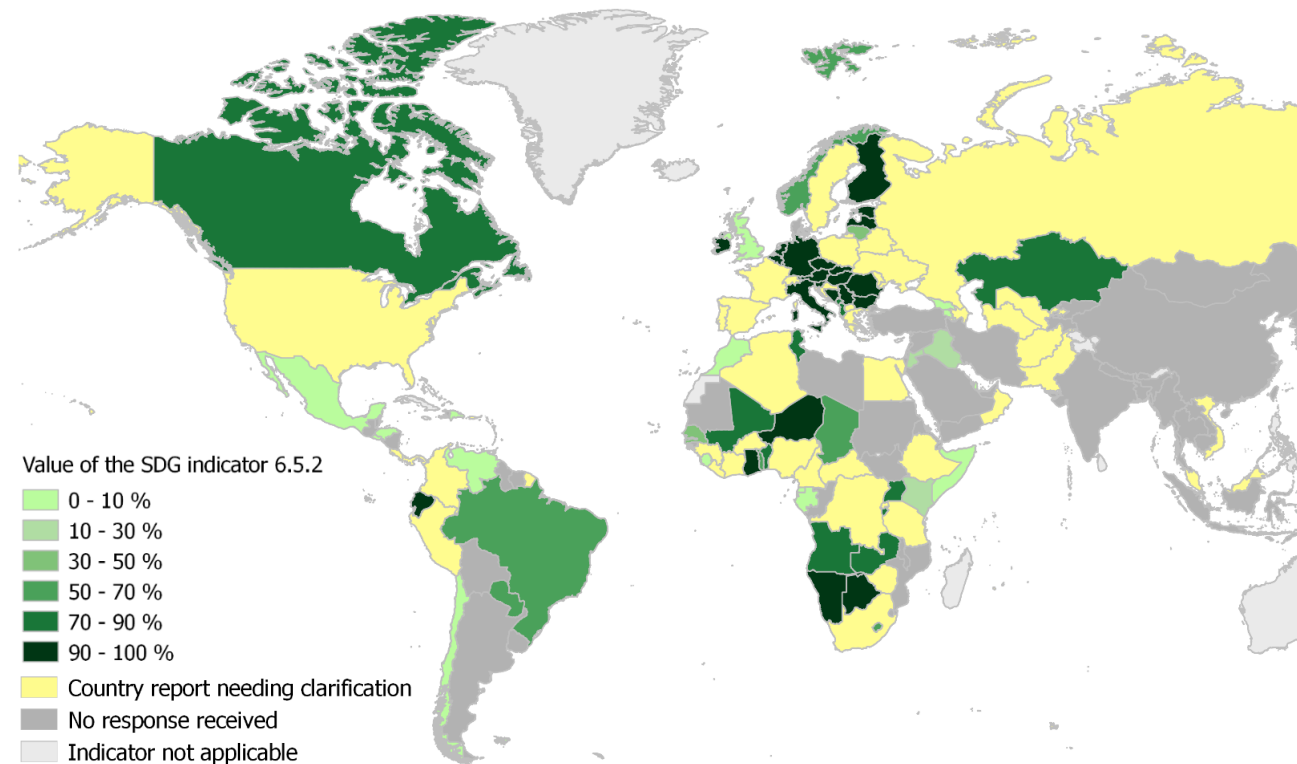 Value of the SDG indicator 6.5.2
0 - 10 %
10 - 30 %
30 - 50 %
50 - 70 %
70 - 90 %
90 - 100 %
Country report needing clarification
No response received
Indicator not applicable